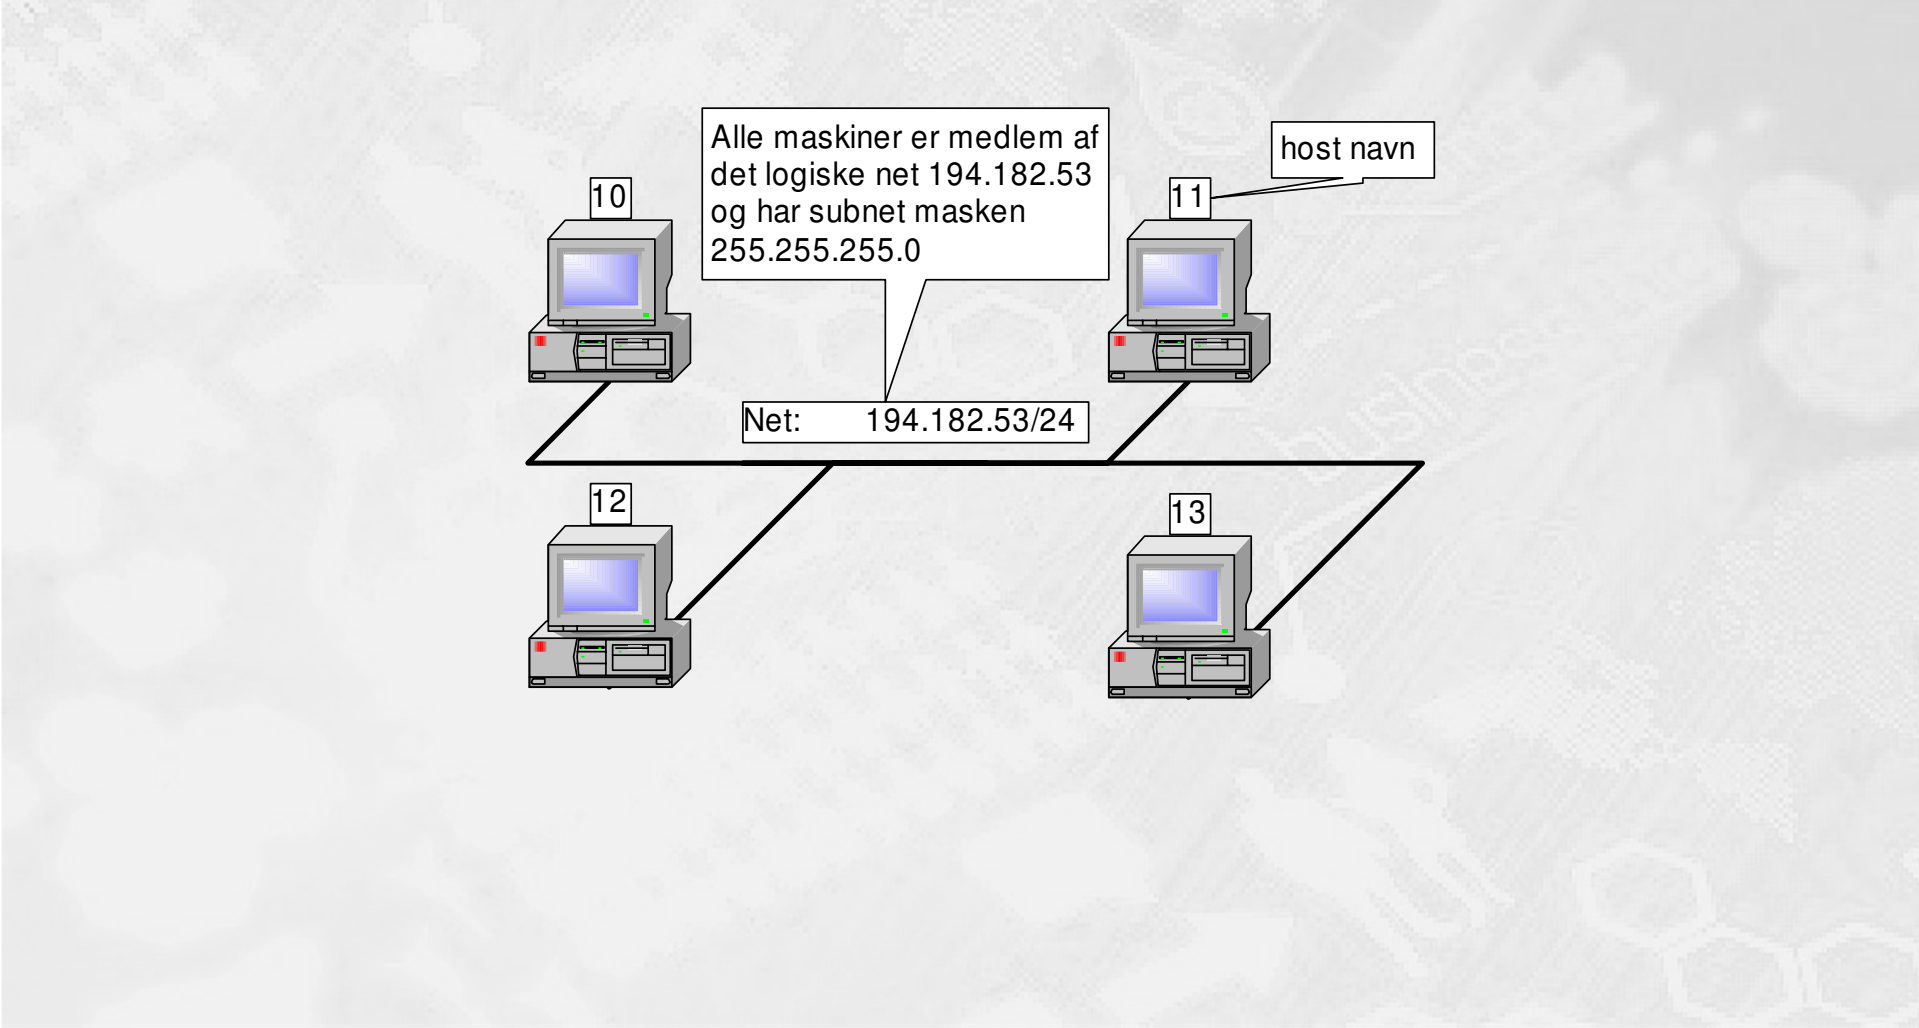 Alle maskiner er medlem af
det logiske net 194.182.53
og har subnet masken
255.255.255.0
host navn
10
11
Net: 194.182.53/24
12
13
business